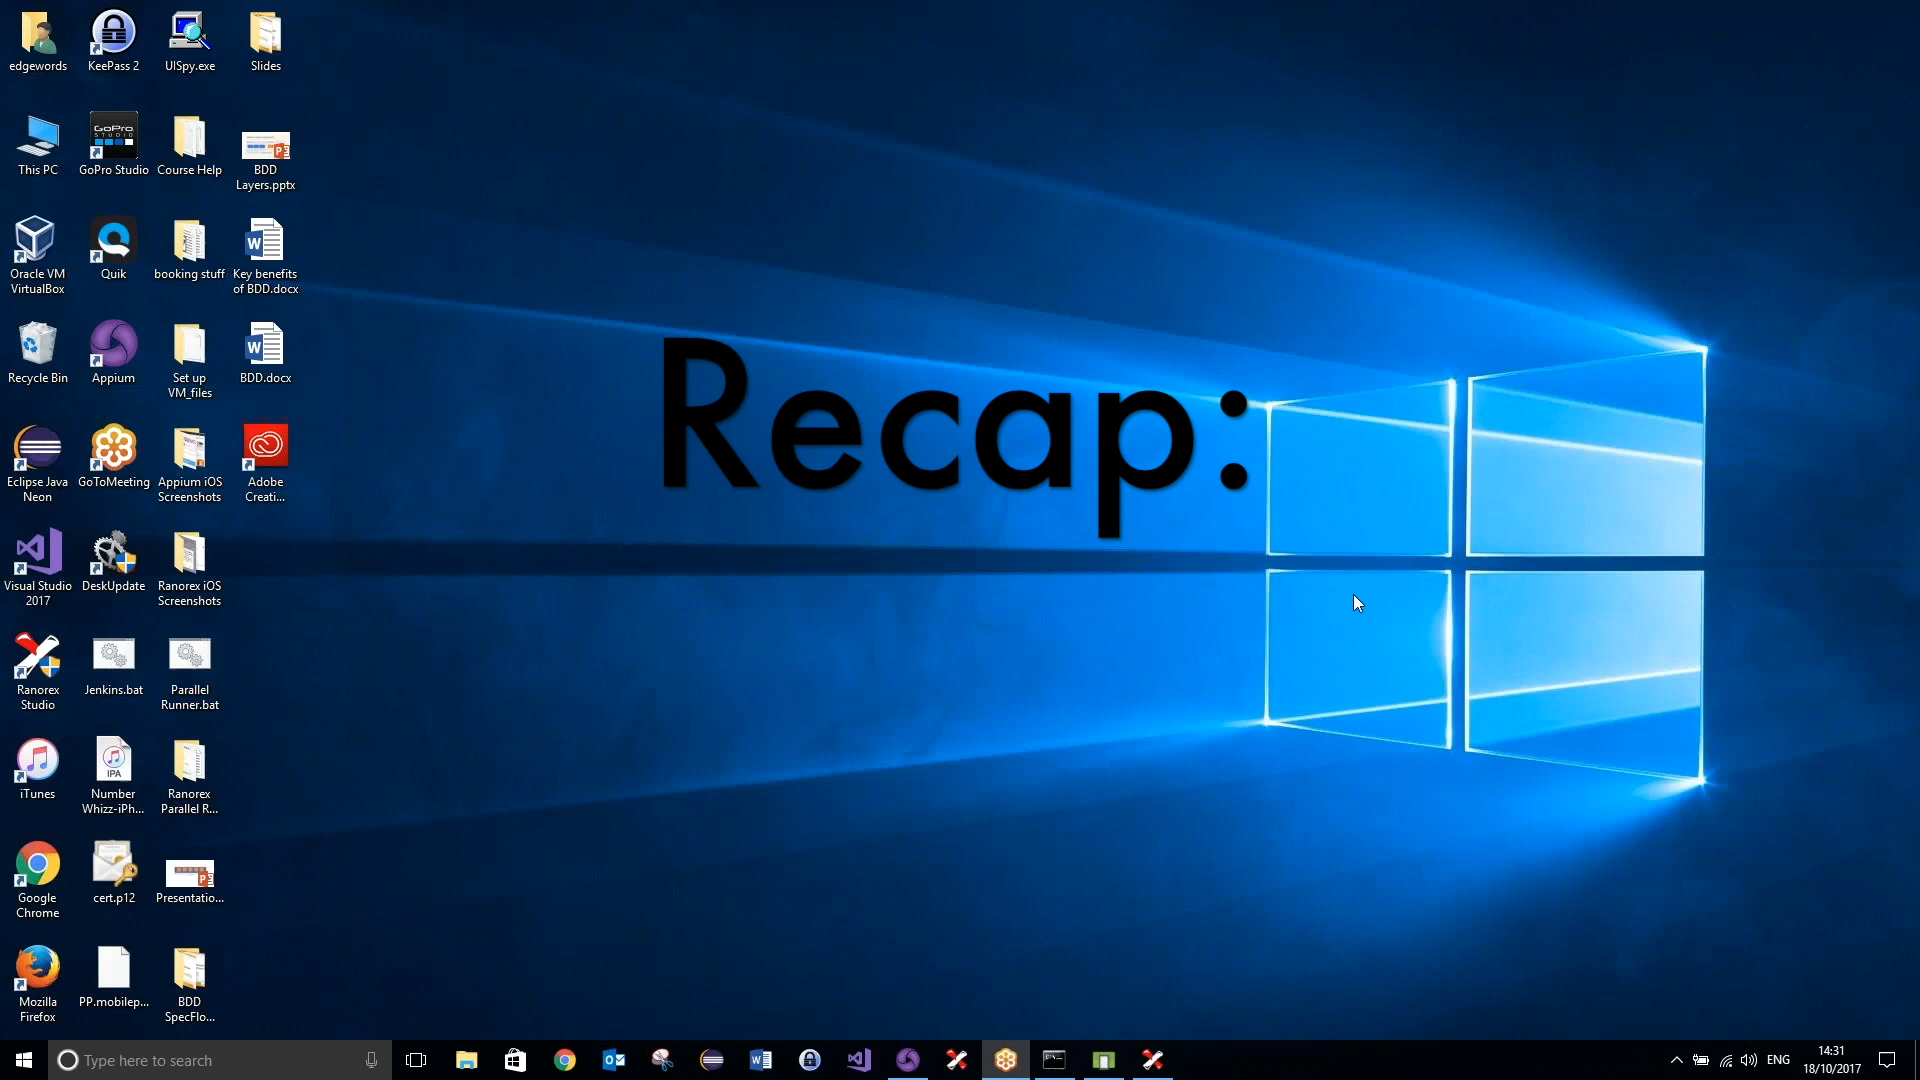 edgewords
KeePass 2
UISpy.exe
Slides
This PC
GoPro
STUDIO
GoPro Studio
Course Help
BDD
Layers.pptx
Oracle VM
VirtualBox
Quik
booking stuff
Key benefits
of BDD.docx
Recycle Bin
Appium
Set up
VM_files
BDD.docx
Recap:
Eclipse Java
Neon
GoToMeeting
Appium iOS
Screenshots
Adobe
Creati...
Visual Studio
2017
DeskUpdate
Ranorex iOS
Screenshots
Ranorex
Studio
Jenkins.bat
Parallel
Runner.bat
iTunes
IPA
Number
Whizz-iPh...
Ranorex
Parallel R...
Google
Chrome
cert.p12
Presentatio...
Mozilla
Firefox
PP.mobilep...
BDD
SpecFlo...
Type here to search
ENG
14:31
18/10/2017